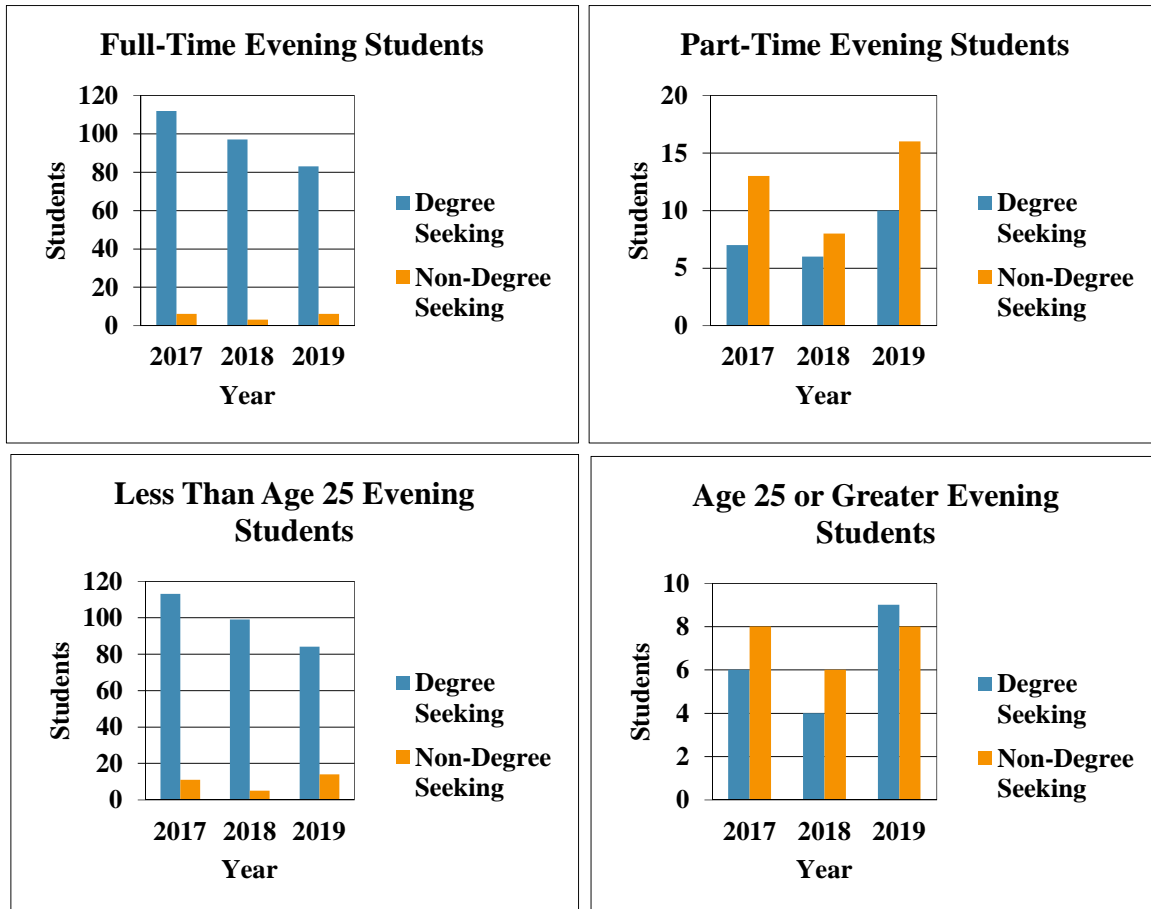 Full-Time Evening Students
120
100
80
60
40
20
0
Students
2017 2018 2019
Year
Degree
Seeking
Non-Degree
Seeking
Part-Time Evening Students
20
15
10
5
0
Students
2017 2018 2019
Year
Degree
Seeking
Non-Degree
Seeking
Less Than Age 25 Evening
Students
120
100
80
60
40
20
0
Students
2017 2018 2019
Year
Degree
Seeking
Non-Degree
Seeking
Age 25 or Greater Evening
Students
10
8
6
4
2
0
Students
2017 2018 2019
Year
Degree
Seeking
Non-Degree
Seeking